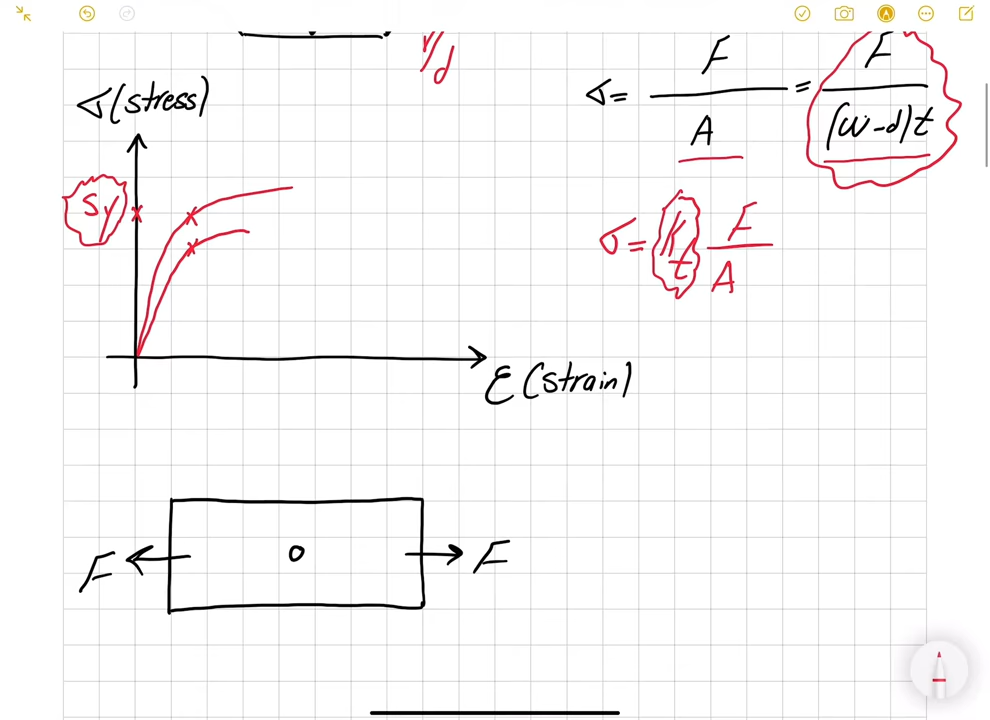 r/d
σ = F/A = F/((w-d)t)
σ (stress)
Sy
σ = Kt F/A
ε (strain)
F
F